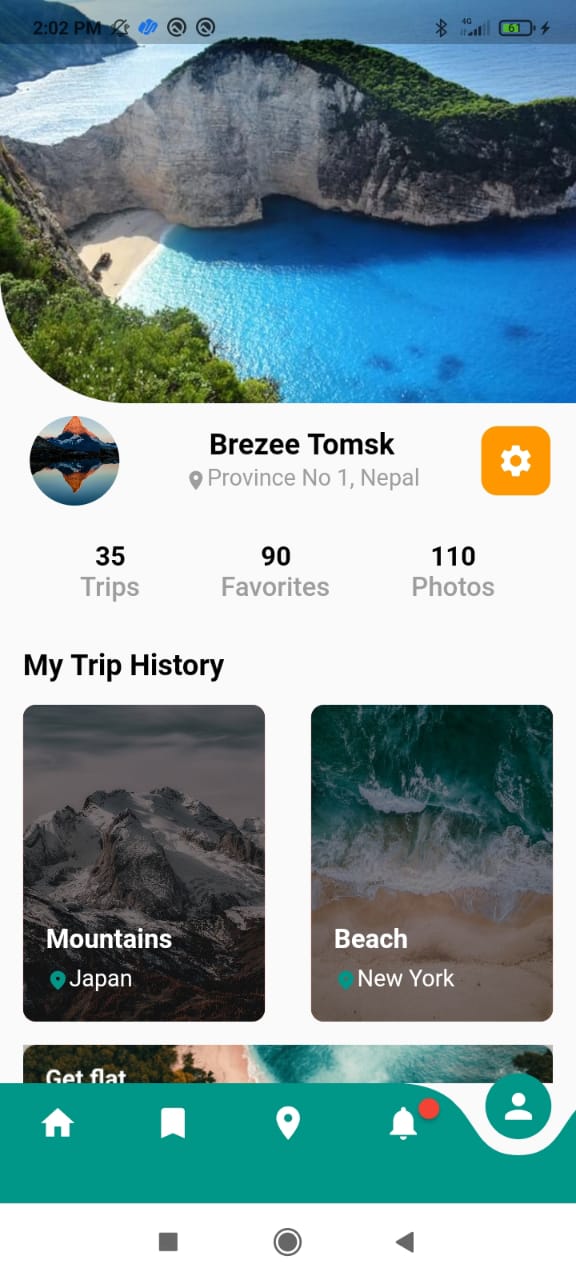 2:02 PM
4G
61
Brezee Tomsk
Province No 1, Nepal
35
90
110
Trips
Favorites
Photos
My Trip History
Mountains
Beach
Japan
New York
Get flat